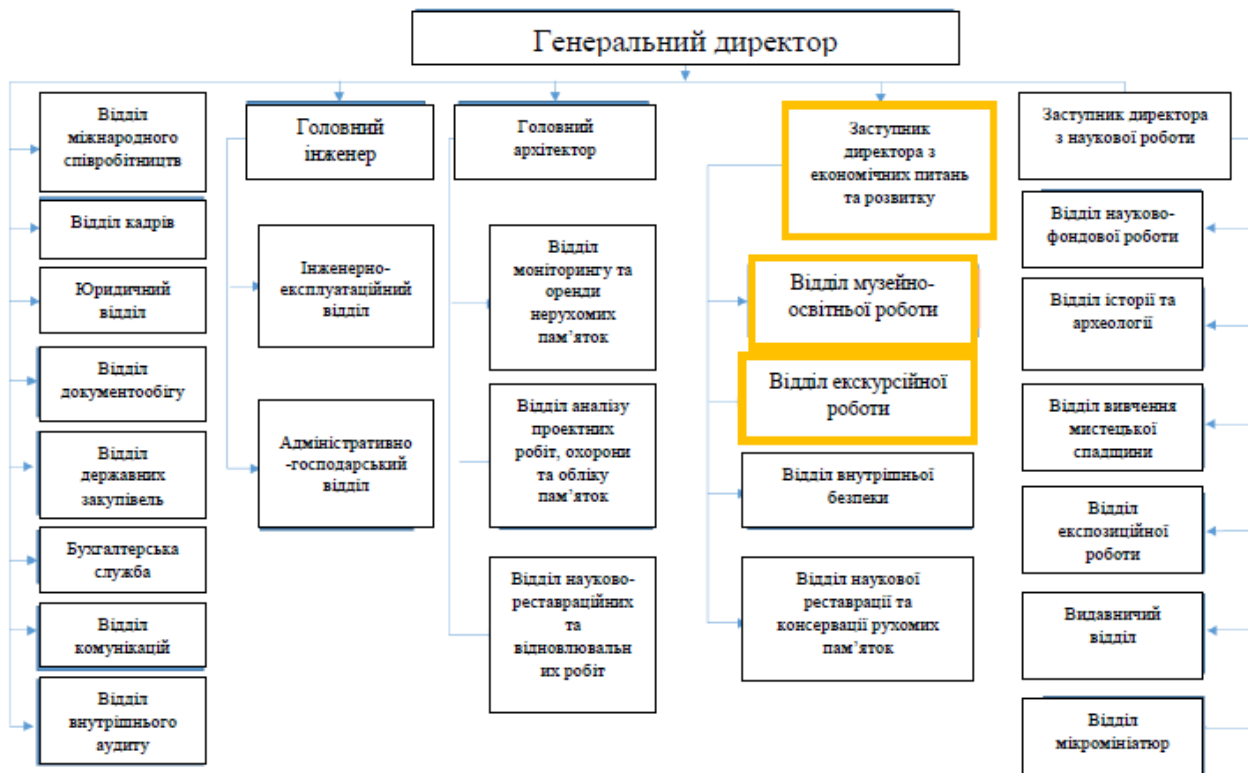 Генеральний директор
Відділ
міжнародного
співробітництв
Відділ кадрів
Юридичний
відділ
Відділ
документообігу
Відділ
державних
закупівель
Бухгалтерська
служба
Відділ
комунікацій
Відділ
внутрішнього
аудиту
Головний
інженер
Інженерно-
експлуатаційний
відділ
Адміністративно
-господарський
відділ
Головний
архітектор
Відділ
моніторингу та
оренди
нерухомих
пам’яток
Відділ аналізу
проектних
робіт, охорони
та обліку
пам’яток
Відділ науково-
реставраційних
та
відновлювальн
их робіт
Заступник
директора з
економічних питань
та розвитку
Відділ музейно-
освітньої роботи
Відділ екскурсійної
роботи
Відділ внутрішньої
безпеки
Відділ наукової
реставрації та
консервації рухомих
пам’яток
Заступник директора
з наукової роботи
Відділ науково-
фондової роботи
Відділ історії та
археології
Відділ вивчення
мистецької
спадщини
Відділ
експозиційної
роботи
Видавничий
відділ
Відділ
мікромініатюр